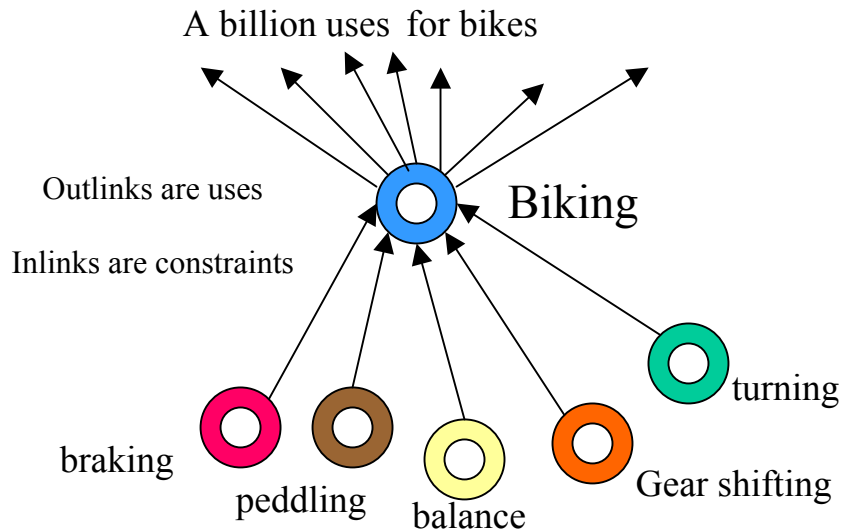 A billion uses for bikes
Outlinks are uses
Biking
Inlinks are constraints
turning
braking
peddling
balance
Gear shifting